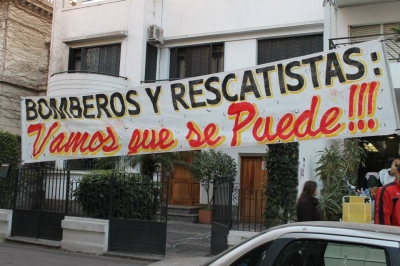 BOMBEROS Y RESCATISTAS:
Vamos que se Puede!!!